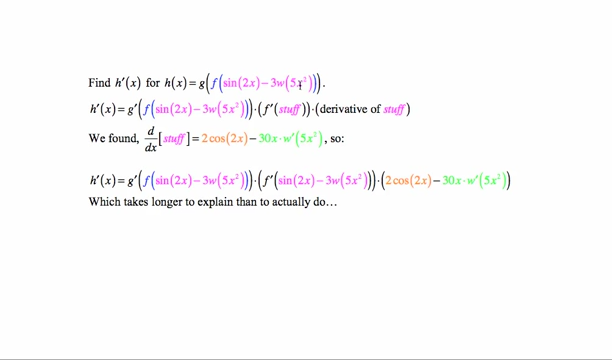 Find h′(x) for h(x) = g(f(sin(2x) − 3w(5x²))).
h′(x) = g′(f(sin(2x) − 3w(5x²))) · (f′(stuff)) · (derivative of stuff)
We found, d/dx [stuff] = 2cos(2x) − 30x · w′(5x²), so:
h′(x) = g′(f(sin(2x) − 3w(5x²))) · (f′(sin(2x) − 3w(5x²))) · (2cos(2x) − 30x · w′(5x²))
Which takes longer to explain than to actually do…